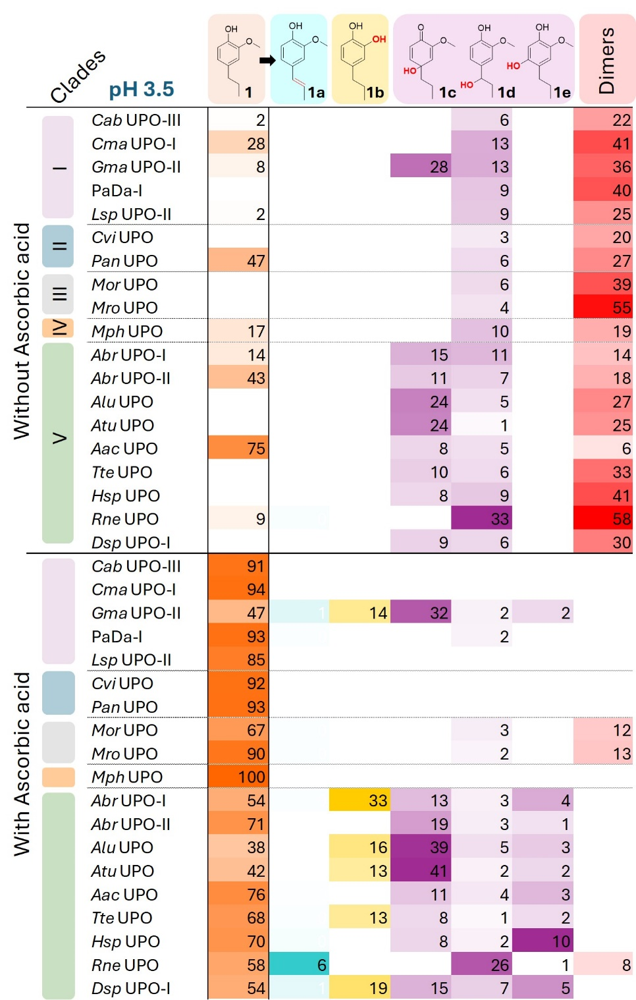 Clades
pH 3.5
OH
O
1
OH
O
1a
OH
OH
1b
O
O
HO
1c
OH
O
HO
1d
OH
O
HO
1e
Dimers
Without Ascorbic acid
I
Cab UPO-III 2 6 22
Cma UPO-I 28 13 41
Gma UPO-II 8 28 13 36
PaDa-I 9 40
Lsp UPO-II 2 9 25
II
Cvi UPO 3 20
Pan UPO 47 6 27
III
Mor UPO 6 39
Mro UPO 4 55
IV
Mph UPO 17 10 19
V
Abr UPO-I 14 15 11 14
Abr UPO-II 43 11 7 18
Alu UPO 24 5 27
Atu UPO 24 1 25
Aac UPO 75 8 5 6
Tte UPO 10 6 33
Hsp UPO 8 9 41
Rne UPO 9 33 58
Dsp UPO-I 9 6 30
With Ascorbic acid
Cab UPO-III 91
Cma UPO-I 94
Gma UPO-II 47 1 14 32 2 2
PaDa-I 93 2
Lsp UPO-II 85
Cvi UPO 92
Pan UPO 93
Mor UPO 67 3 12
Mro UPO 90 2 13
Mph UPO 100
Abr UPO-I 54 33 13 3 4
Abr UPO-II 71 19 3 1
Alu UPO 38 16 39 5 3
Atu UPO 42 13 41 2 2
Aac UPO 76 11 4 3
Tte UPO 68 13 8 1 2
Hsp UPO 70 8 2 10
Rne UPO 58 6 26 1 8
Dsp UPO-I 54 1 19 15 7 5